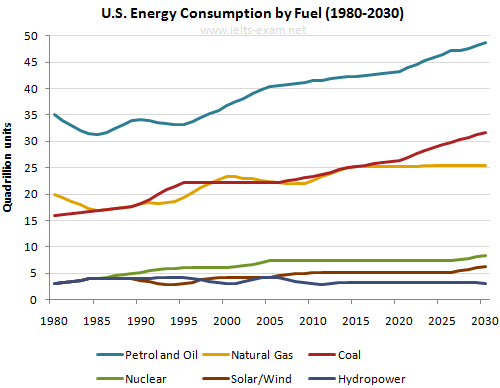 U.S. Energy Consumption by Fuel (1980-2030)
www.ielts-exam.net
Quadrillion units
50
45
40
35
30
25
20
15
10
5
0
1980 1985 1990 1995 2000 2005 2010 2015 2020 2025 2030
Petrol and Oil Natural Gas Coal
Nuclear Solar/Wind Hydropower